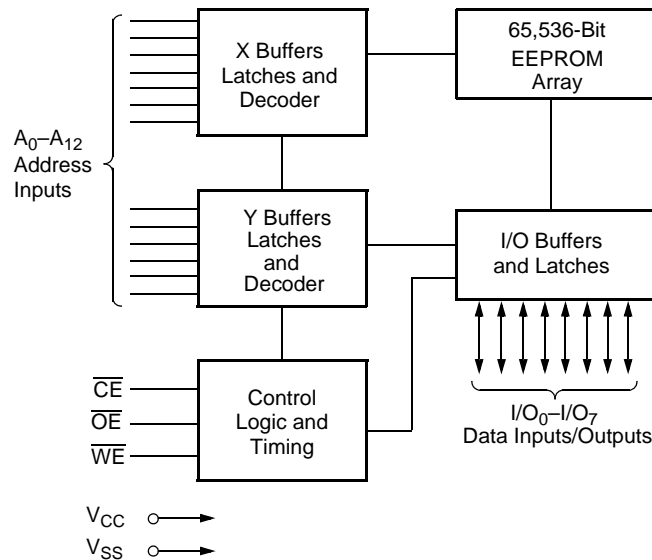 X Buffers
Latches and
Decoder
65,536-Bit
EEPROM
Array
A0–A12
Address
Inputs
Y Buffers
Latches
and
Decoder
I/O Buffers
and Latches
CE
OE
WE
Control
Logic and
Timing
I/O0–I/O7
Data Inputs/Outputs
VCC
VSS